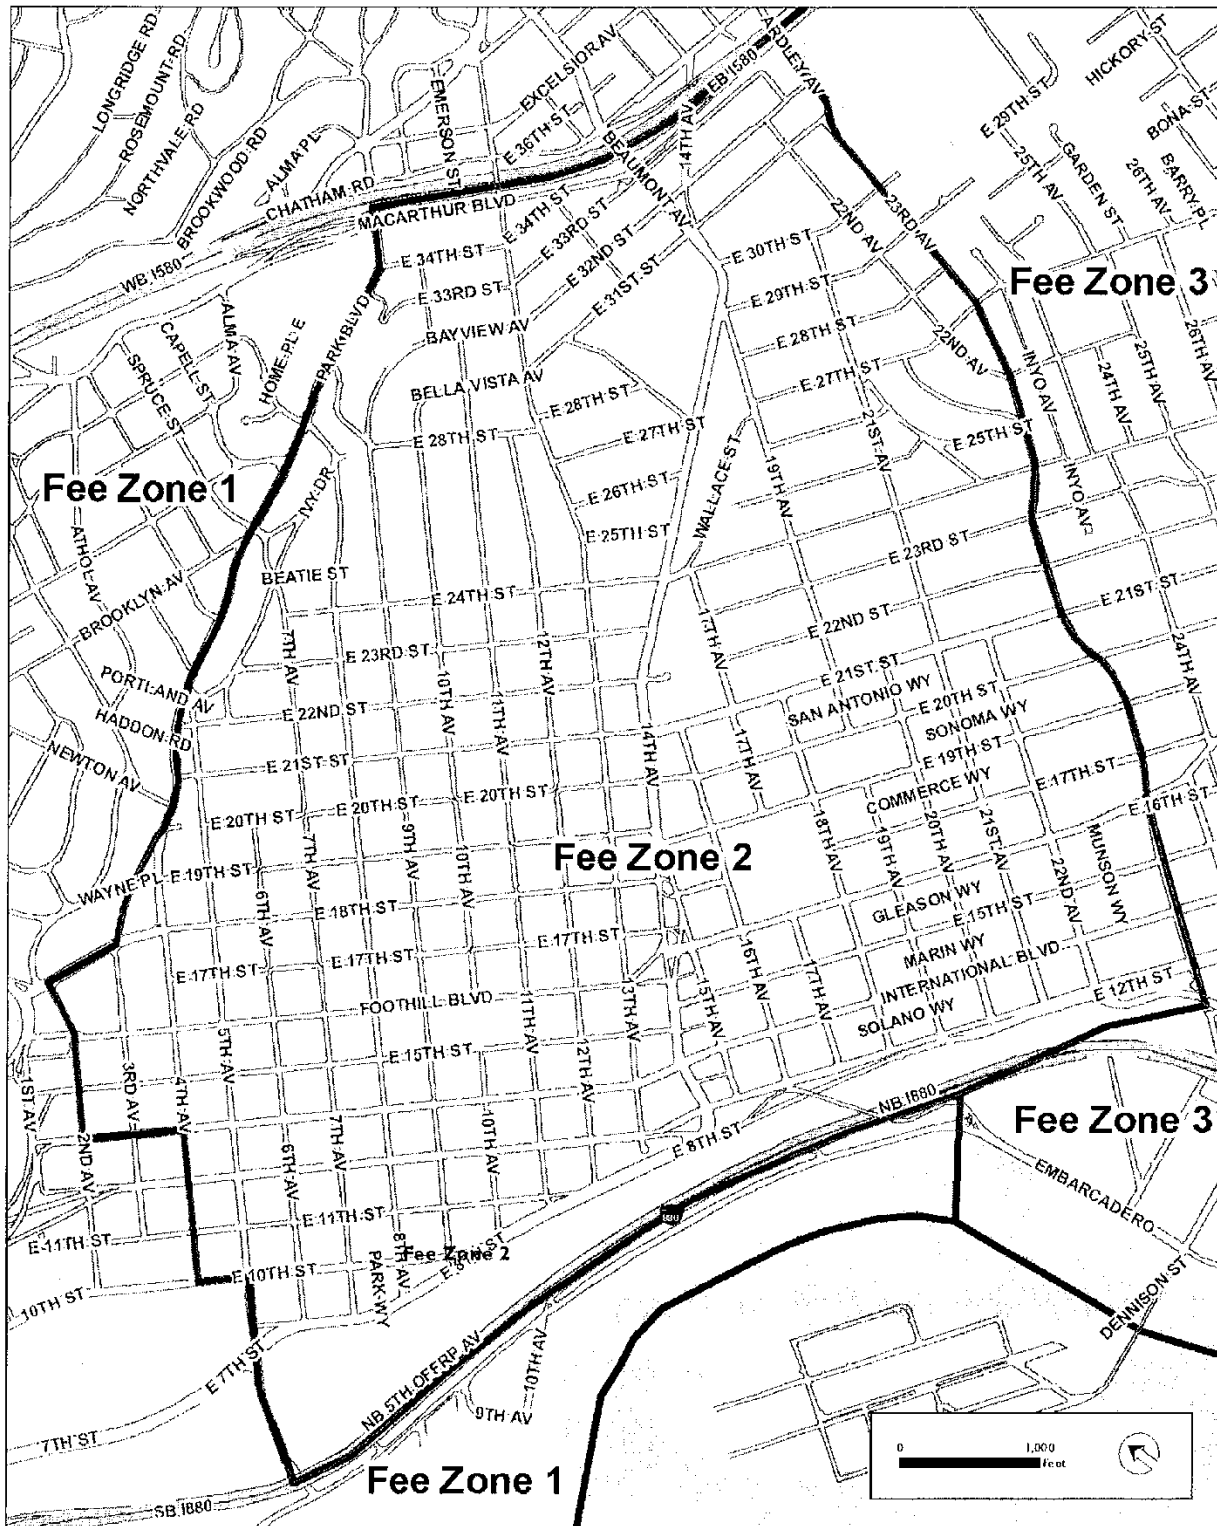 LONGRIDGE RD
ROSEMOUNT RD
NORTHVALE RD
BROOKWOOD RD
ALMA PL
CHATHAM RD
EMERSON ST
EXCELSIOR AV
E 36TH ST
BEAUMONT AV
14TH AV
EB I580
ARDLEY AV
HICKORY ST
E 29TH ST
BONA ST
25TH AV
GARDEN ST
26TH AV
BARRY PL
MACARTHUR BLVD
WB I580
E 34TH ST
E 34TH ST
E 33RD ST
E 33RD ST
E 32ND ST
E 31ST ST
E 30TH ST
22ND AV
23RD AV
Fee Zone 3
E 29TH ST
E 28TH ST
E 27TH ST
22ND AV
INYO AV
24TH AV
25TH AV
26TH AV
ALMA AV
CAPELL ST
SPRUCE ST
HOME PL E
PARK BLVD
BAYVIEW AV
BELLA VISTA AV
E 28TH ST
E 28TH ST
E 27TH ST
E 26TH ST
E 25TH ST
WALLACE ST
19TH AV
21ST AV
E 25TH ST
INYO AV
Fee Zone 1
IVY DR
ATHOL AV
BROOKLYN AV
BEATIE ST
E 24TH ST
E 23RD ST
E 23RD ST
E 22ND ST
E 21ST ST
24TH AV
PORTLAND AV
HADDON RD
NEWTON AV
7TH AV
10TH AV
11TH AV
12TH AV
14TH AV
17TH AV
17TH AV
E 22ND ST
E 21ST ST
E 20TH ST
E 20TH ST
E 20TH ST
E 21ST ST
SAN ANTONIO WY
E 20TH ST
SONOMA WY
E 19TH ST
COMMERCE WY
E 17TH ST
E 16TH ST
WAYNE PL
E 19TH ST
7TH AV
9TH AV
10TH AV
6TH AV
E 18TH ST
Fee Zone 2
18TH AV
19TH AV
20TH AV
21ST AV
22ND AV
MUNSON WY
GLEASON WY
E 15TH ST
MARIN WY
INTERNATIONAL BLVD
SOLANO WY
E 12TH ST
E 17TH ST
E 17TH ST
E 17TH ST
FOOTHILL BLVD
11TH AV
13TH AV
15TH AV
16TH AV
17TH AV
1ST AV
2ND AV
3RD AV
4TH AV
5TH AV
E 15TH ST
12TH AV
6TH AV
7TH AV
10TH AV
E 8TH ST
NB I880
Fee Zone 3
EMBARCADERO
DENNISON ST
E 11TH ST
E 11TH ST
8TH AV
Fee Zone 2
E 8TH ST
880
10TH ST
E 10TH ST
PARK WY
E 7TH ST
7TH ST
NB 5TH OFFRP AV
10TH AV
9TH AV
Fee Zone 1
SB I880
0
1,000
feet